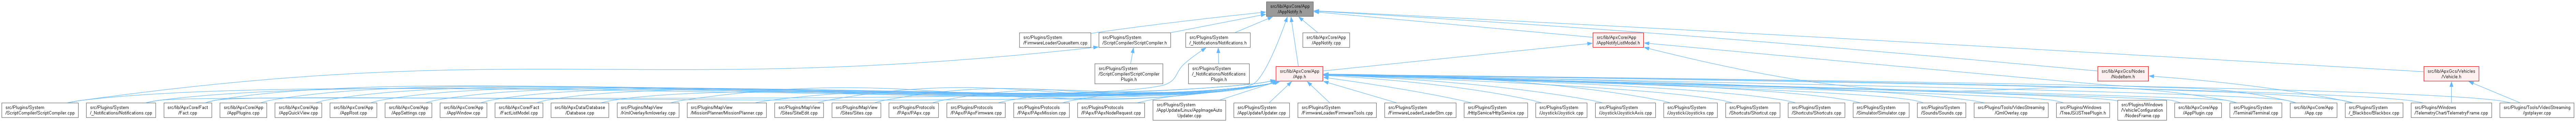 src/lib/ApxCore/App
/AppNotify.h
src/Plugins/System
/FirmwareLoader/QueueItem.cpp
src/Plugins/System
/ScriptCompiler/ScriptCompiler.h
src/Plugins/System
/_Notifications/Notifications.h
src/lib/ApxCore/App
/AppNotify.cpp
src/lib/ApxCore/App
/AppNotifyListModel.h
src/Plugins/System
/ScriptCompiler/ScriptCompiler
Plugin.h
src/Plugins/System
/_Notifications/Notifications
Plugin.h
src/lib/ApxCore/App
/App.h
src/lib/ApxGcs/Nodes
/NodeItem.h
src/lib/ApxGcs/Vehicles
/Vehicle.h
src/Plugins/System
/ScriptCompiler/ScriptCompiler.cpp
src/Plugins/System
/_Notifications/Notifications.cpp
src/lib/ApxCore/Fact
/Fact.cpp
src/lib/ApxCore/App
/AppPlugins.cpp
src/lib/ApxCore/App
/AppQuickView.cpp
src/lib/ApxCore/App
/AppRoot.cpp
src/lib/ApxCore/App
/AppSettings.cpp
src/lib/ApxCore/App
/AppWindow.cpp
src/lib/ApxCore/Fact
/FactListModel.cpp
src/lib/ApxData/Database
/Database.cpp
src/Plugins/MapView
/KmlOverlay/kmloverlay.cpp
src/Plugins/MapView
/MissionPlanner/MissionPlanner.cpp
src/Plugins/MapView
/Sites/SiteEdit.cpp
src/Plugins/MapView
/Sites/Sites.cpp
src/Plugins/Protocols
/PApx/PApx.cpp
src/Plugins/Protocols
/PApx/PApxFirmware.cpp
src/Plugins/Protocols
/PApx/PApxMission.cpp
src/Plugins/Protocols
/PApx/PApxNodeRequest.cpp
src/Plugins/System
/AppUpdaterLinux/AppImageAuto
Updater.cpp
src/Plugins/System
/AppUpdater/Updater.cpp
src/Plugins/System
/FirmwareLoader/FirmwareTools.cpp
src/Plugins/System
/FirmwareLoader/LoaderStm.cpp
src/Plugins/System
/HttpService/HttpService.cpp
src/Plugins/System
/Joystick/Joystick.cpp
src/Plugins/System
/Joystick/JoystickAxis.cpp
src/Plugins/System
/Joystick/Joysticks.cpp
src/Plugins/System
/Shortcuts/Shortcut.cpp
src/Plugins/System
/Shortcuts/Shortcuts.cpp
src/Plugins/System
/Simulator/Simulator.cpp
src/Plugins/System
/Sounds/Sounds.cpp
src/Plugins/Tools/VideoStreaming
/QmlOverlay.cpp
src/Plugins/Windows
/Tree/GUSTreePlugin.h
src/Plugins/Windows
/VehicleConfiguration
/NodesFrame.cpp
src/lib/ApxCore/App
/AppPlugin.cpp
src/Plugins/System
/Terminal/Terminal.cpp
src/lib/ApxCore/App
/App.cpp
src/Plugins/System
/_Blackbox/Blackbox.cpp
src/Plugins/Windows
/TelemetryChart/TelemetryFrame.cpp
src/Plugins/Tools/VideoStreaming
/gstplayer.cpp